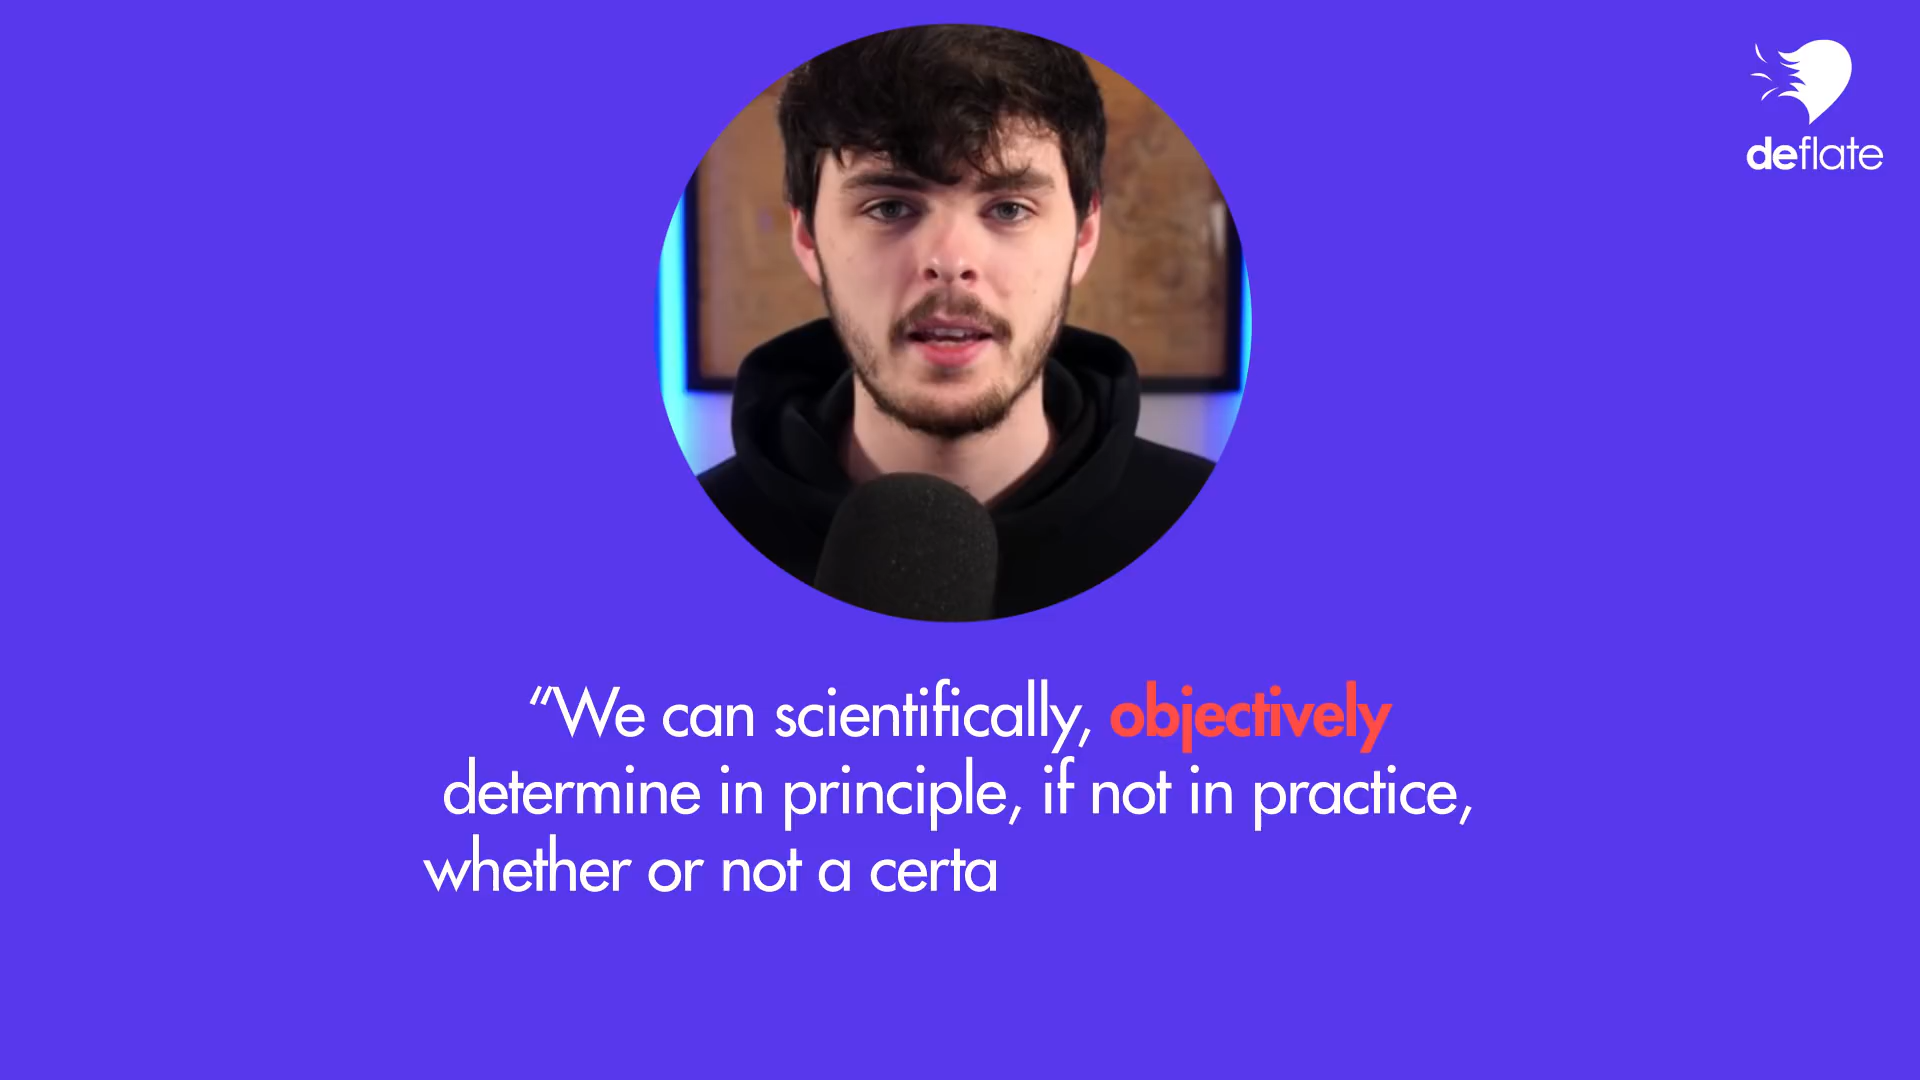 deflate
“We can scientifically, objectively
determine in principle, if not in practice,
whether or not a certa